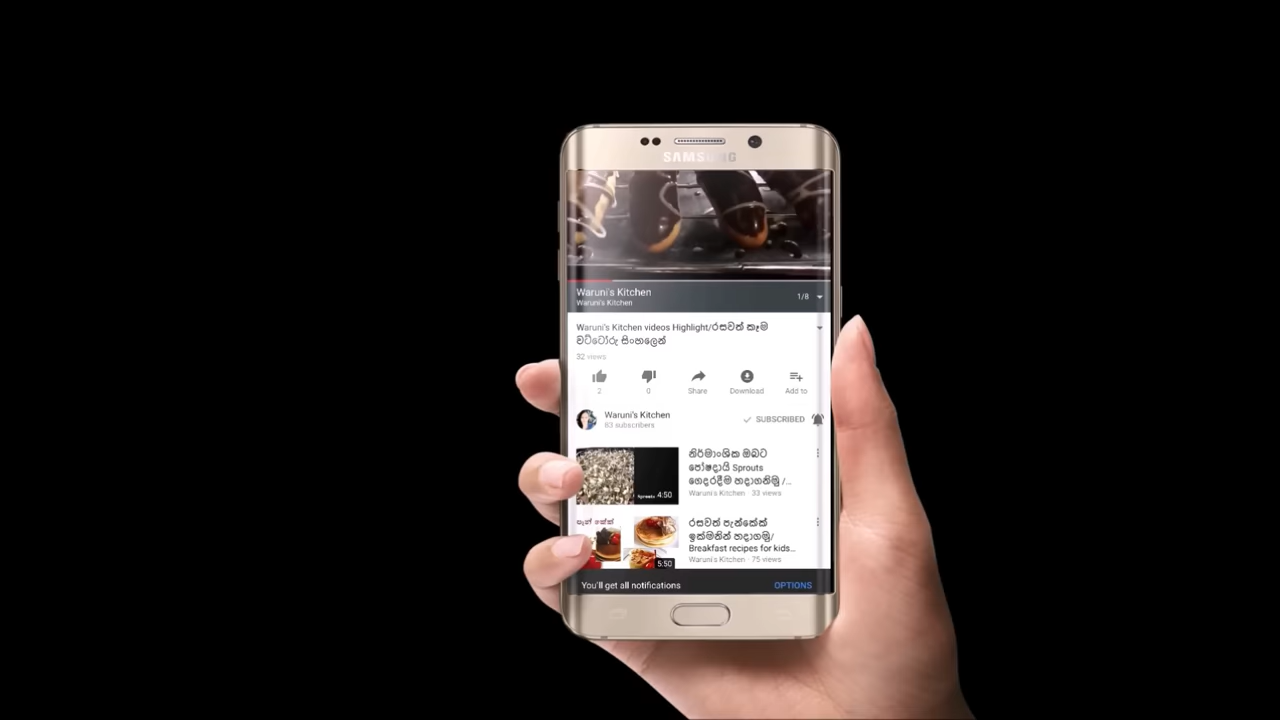 SAMSUNG
Waruni's Kitchen
Waruni's Kitchen
1/8
Waruni's Kitchen videos Highlight/රසවත් කෑම
වට්ටෝරු සිංහලෙන්
32 views
2
0
Share
Download
Add to
Waruni's Kitchen
63 subscribers
SUBSCRIBED
නිර්මාංශික ඔබට
පෝෂදායි Sprouts
ගෙදරදීම හදාගනිමු /...
Waruni's Kitchen · 33 views
Sprouts
4:50
පැන් කේක්
රසවත් පැන්කේක්
ඉක්මනින් හදාගමු/
Breakfast recipes for kids...
Waruni's Kitchen · 75 views
5:50
You'll get all notifications
OPTIONS